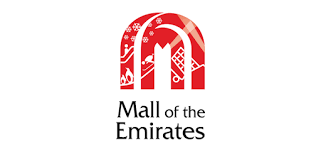 Mall of the
Emirates